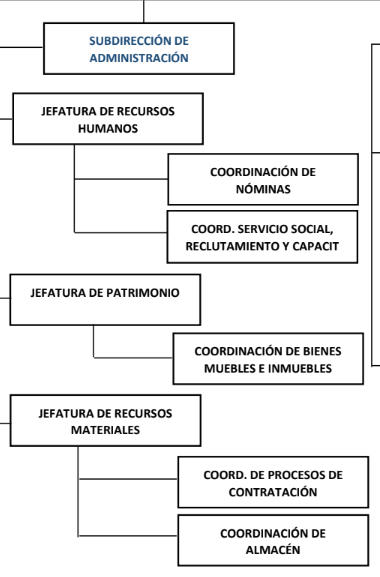 SUBDIRECCIÓN DE
ADMINISTRACIÓN
JEFATURA DE RECURSOS
HUMANOS
COORDINACIÓN DE
NÓMINAS
COORD. SERVICIO SOCIAL,
RECLUTAMIENTO Y CAPACIT
JEFATURA DE PATRIMONIO
COORDINACIÓN DE BIENES
MUEBLES E INMUEBLES
JEFATURA DE RECURSOS
MATERIALES
COORD. DE PROCESOS DE
CONTRATACIÓN
COORDINACIÓN DE
ALMACÉN